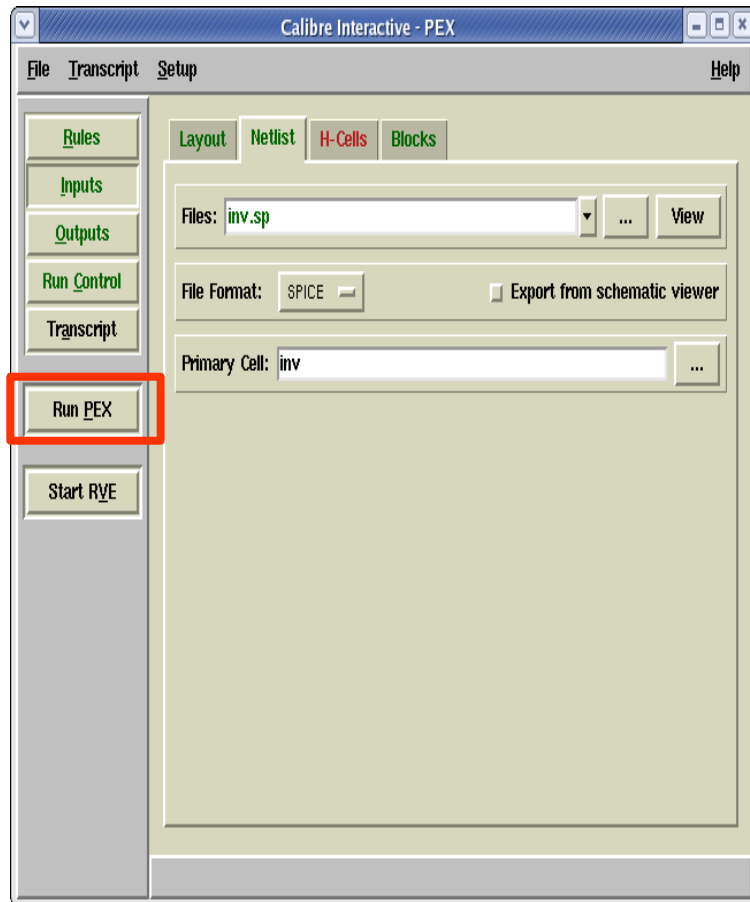 Calibre Interactive - PEX
File Transcript Setup Help
Rules
Inputs
Outputs
Run Control
Transcript
Run PEX
Start RVE
Layout Netlist H-Cells Blocks
Files: inv.sp ... View
File Format: SPICE Export from schematic viewer
Primary Cell: inv ...